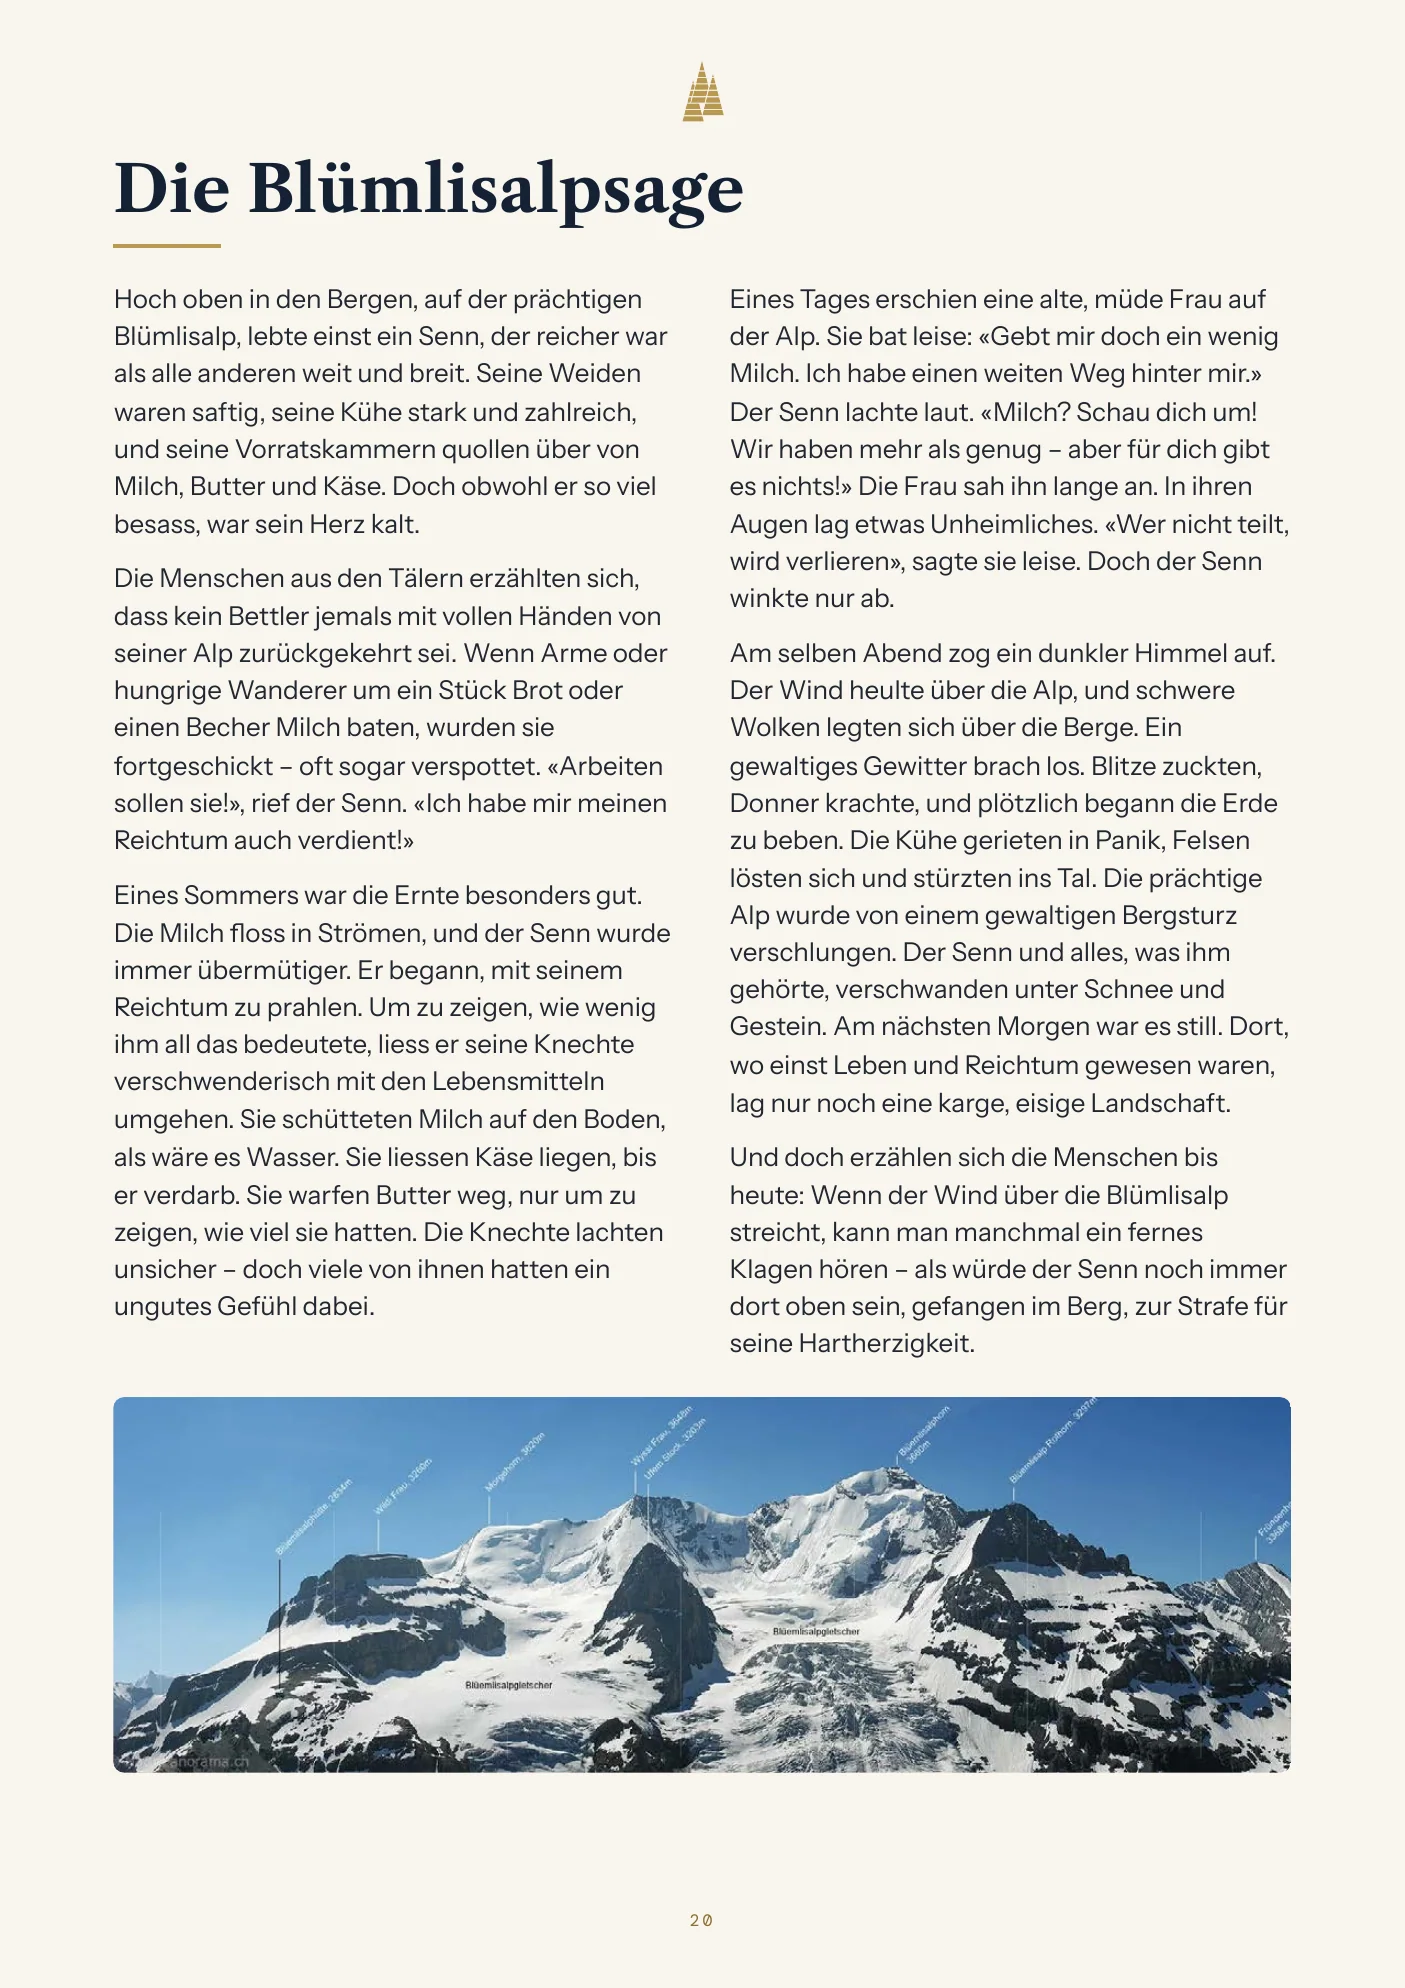 Die Blümlisalpsage
Hoch oben in den Bergen, auf der prächtigen
Blümlisalp, lebte einst ein Senn, der reicher war
als alle anderen weit und breit. Seine Weiden
waren saftig, seine Kühe stark und zahlreich,
und seine Vorratskammern quollen über von
Milch, Butter und Käse. Doch obwohl er so viel
besass, war sein Herz kalt.
Die Menschen aus den Tälern erzählten sich,
dass kein Bettler jemals mit vollen Händen von
seiner Alp zurückgekehrt sei. Wenn Arme oder
hungrige Wanderer um ein Stück Brot oder
einen Becher Milch baten, wurden sie
fortgeschickt – oft sogar verspottet. «Arbeiten
sollen sie!», rief der Senn. «Ich habe mir meinen
Reichtum auch verdient!»
Eines Sommers war die Ernte besonders gut.
Die Milch floss in Strömen, und der Senn wurde
immer übermütiger. Er begann, mit seinem
Reichtum zu prahlen. Um zu zeigen, wie wenig
ihm all das bedeutete, liess er seine Knechte
verschwenderisch mit den Lebensmitteln
umgehen. Sie schütteten Milch auf den Boden,
als wäre es Wasser. Sie liessen Käse liegen, bis
er verdarb. Sie warfen Butter weg, nur um zu
zeigen, wie viel sie hatten. Die Knechte lachten
unsicher – doch viele von ihnen hatten ein
ungutes Gefühl dabei.
Eines Tages erschien eine alte, müde Frau auf
der Alp. Sie bat leise: «Gebt mir doch ein wenig
Milch. Ich habe einen weiten Weg hinter mir.»
Der Senn lachte laut. «Milch? Schau dich um!
Wir haben mehr als genug – aber für dich gibt
es nichts!» Die Frau sah ihn lange an. In ihren
Augen lag etwas Unheimliches. «Wer nicht teilt,
wird verlieren», sagte sie leise. Doch der Senn
winkte nur ab.
Am selben Abend zog ein dunkler Himmel auf.
Der Wind heulte über die Alp, und schwere
Wolken legten sich über die Berge. Ein
gewaltiges Gewitter brach los. Blitze zuckten,
Donner krachte, und plötzlich begann die Erde
zu beben. Die Kühe gerieten in Panik, Felsen
lösten sich und stürzten ins Tal. Die prächtige
Alp wurde von einem gewaltigen Bergsturz
verschlungen. Der Senn und alles, was ihm
gehörte, verschwanden unter Schnee und
Gestein. Am nächsten Morgen war es still. Dort,
wo einst Leben und Reichtum gewesen waren,
lag nur noch eine karge, eisige Landschaft.
Und doch erzählen sich die Menschen bis
heute: Wenn der Wind über die Blümlisalp
streicht, kann man manchmal ein fernes
Klagen hören – als würde der Senn noch immer
dort oben sein, gefangen im Berg, zur Strafe für
seine Hartherzigkeit.
Blüemlisalphütte, 2834m
Wildi Frau, 3260m
Morgehorn, 3620m
Wyssi Frau, 3648m
Ufem Stock, 3203m
Blüemlisalphorn
3660m
Blüemlisalp Rothorn, 3297m
3368m
Blüemlisalpgletscher
Blüemlisalpgletscher
20